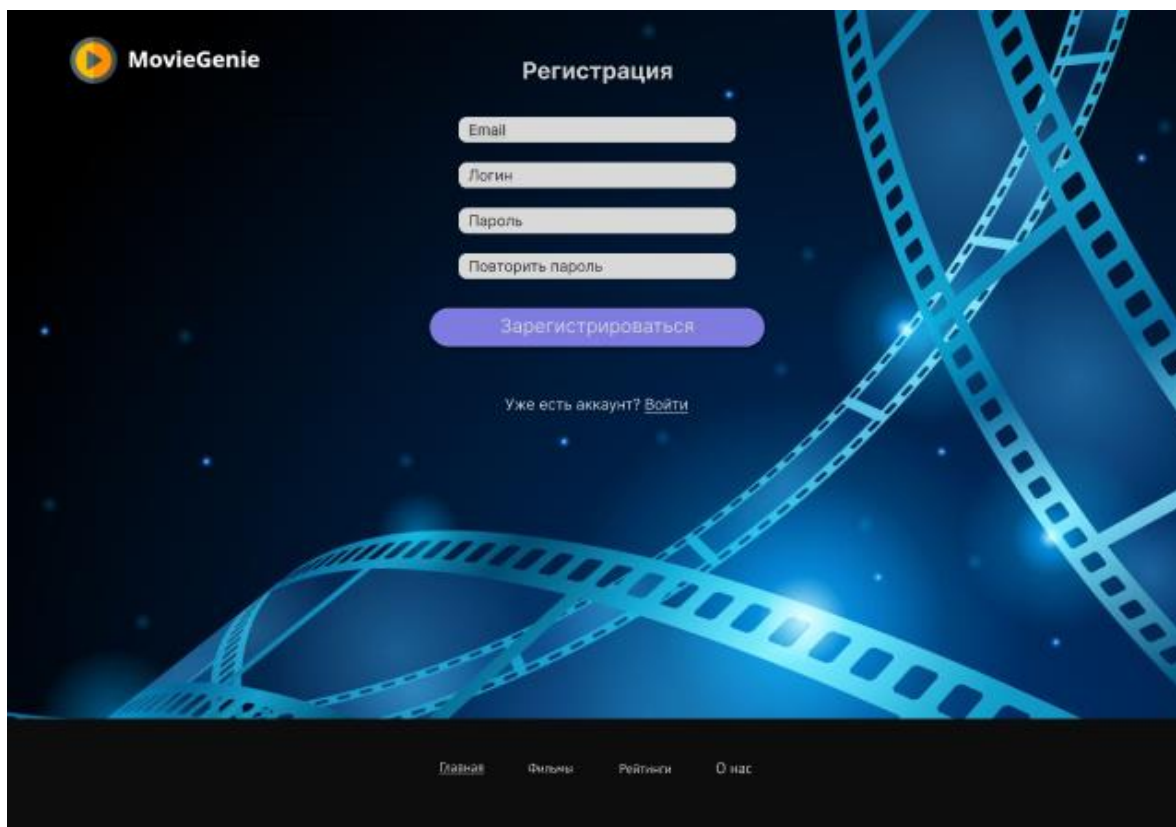 MovieGenie
Регистрация
Email
Логин
Пароль
Повторить пароль
Зарегистрироваться
Уже есть аккаунт? Войти
Главная Фильмы Рейтинги О нас